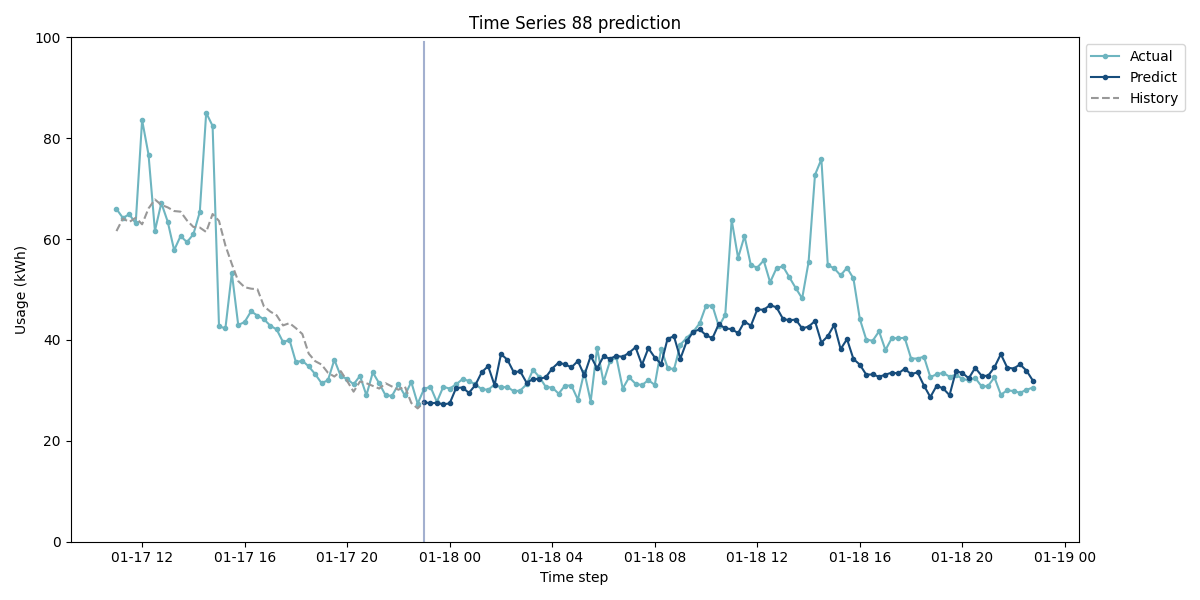 Time Series 88 prediction
Usage (kWh)
100
80
60
40
20
0
01-17 12
01-17 16
01-17 20
01-18 00
01-18 04
01-18 08
01-18 12
01-18 16
01-18 20
01-19 00
Time step
Actual
Predict
History